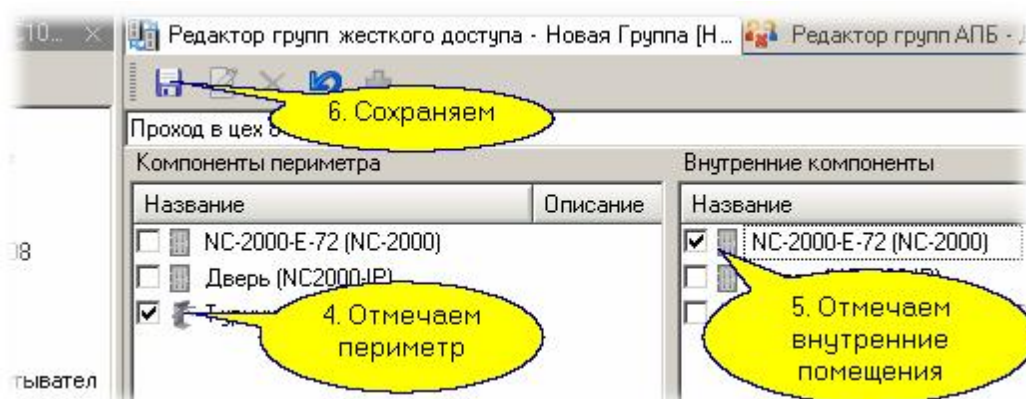 С10...
Редактор групп жесткого доступа - Новая Группа (Н...
Редактор групп АПБ -
6. Сохраняем
Проход в цех
Компоненты периметра
Внутренние компоненты
Название
Описание
Название
NC-2000-E-72 (NC-2000)
NC-2000-E-72 (NC-2000)
Дверь (NC2000-IP)
4. Отмечаем
периметр
5. Отмечаем
внутренние
помещения
тывател